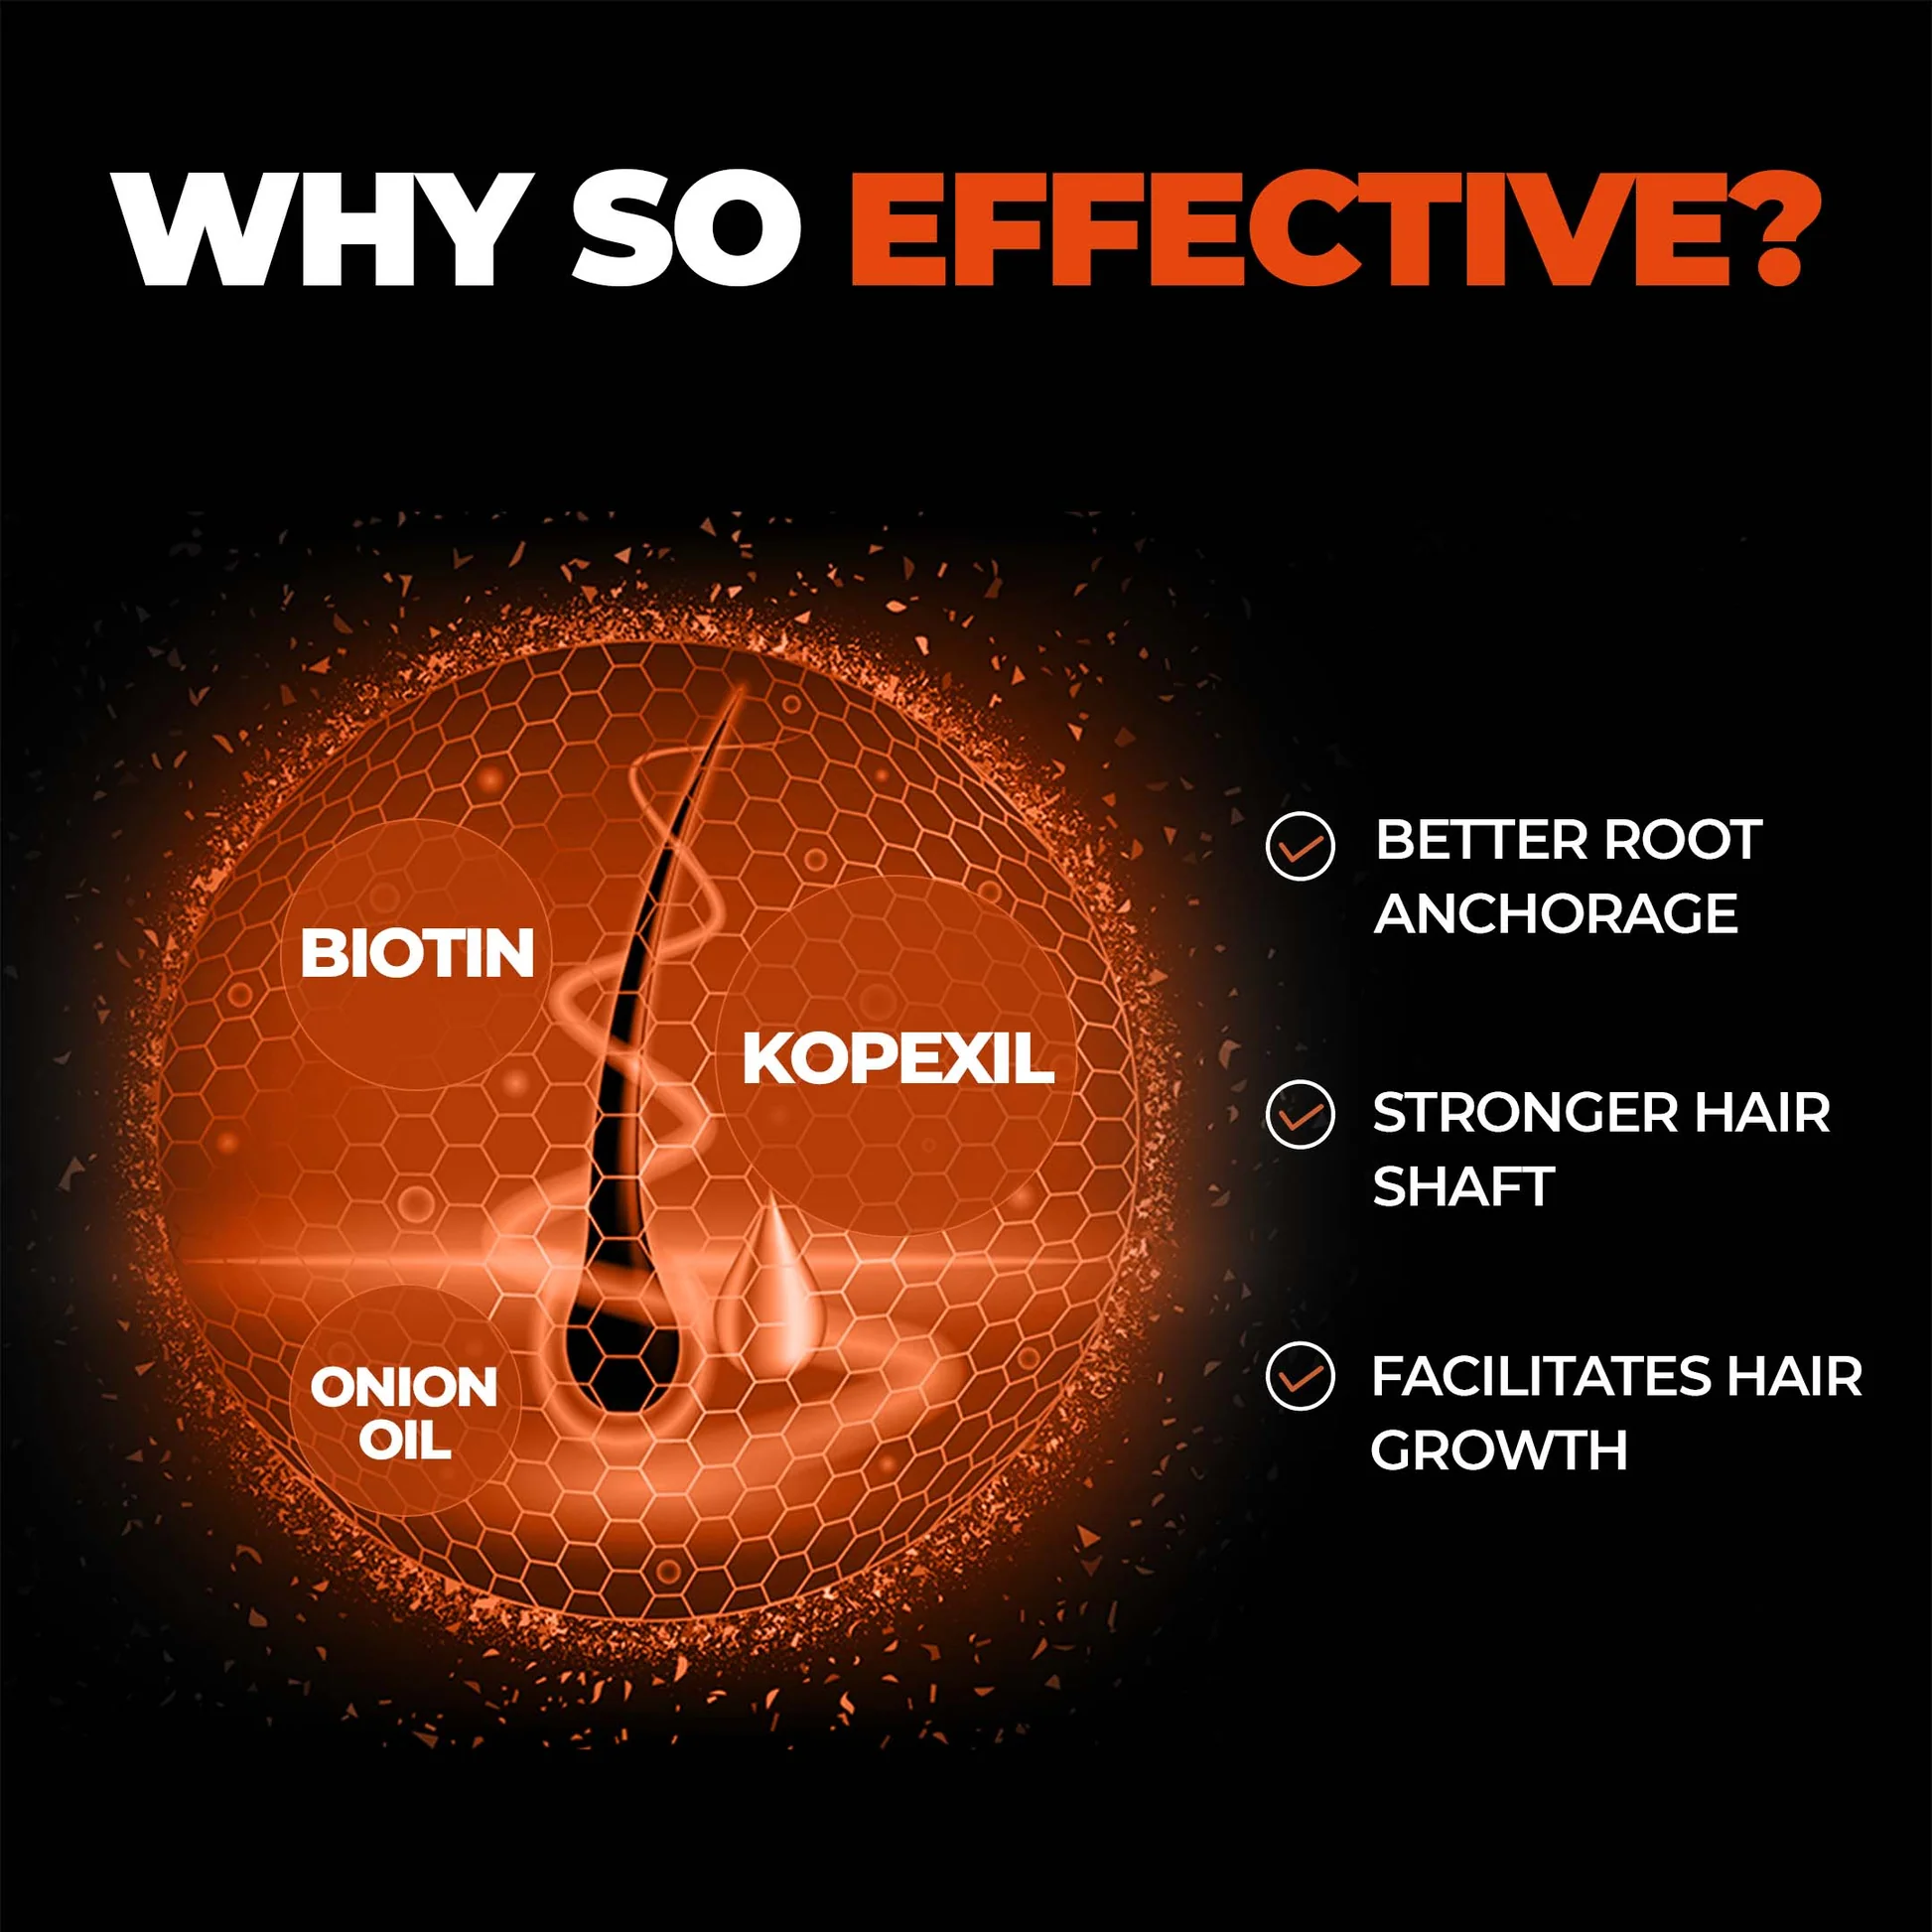 WHY SO EFFECTIVE?
BIOTIN
KOPEXIL
ONION
OIL
BETTER ROOT
ANCHORAGE
STRONGER HAIR
SHAFT
FACILITATES HAIR
GROWTH